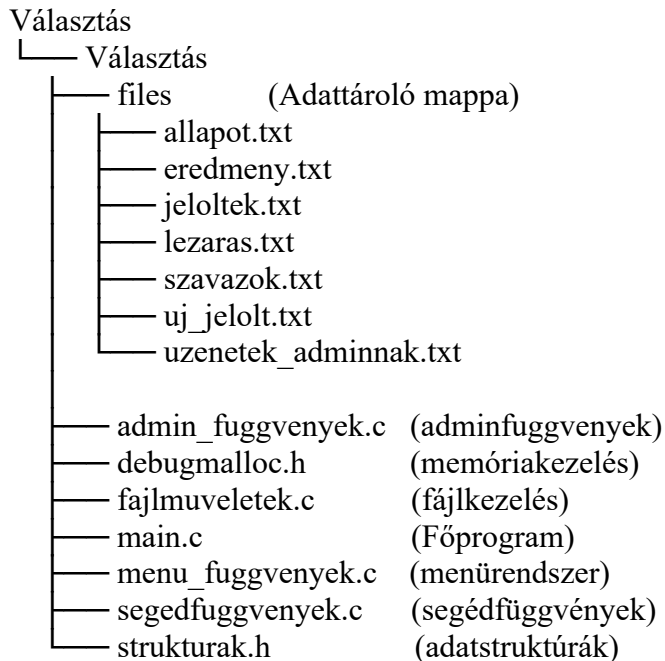 Választás
Választás
files (Adattároló mappa)
allapot.txt
eredmeny.txt
jeloltek.txt
lezaras.txt
szavazok.txt
uj_jelolt.txt
uzenetek_adminnak.txt
admin_fuggvenyek.c (adminfuggvenyek)
debugmalloc.h (memóriakezelés)
fajlmuveletek.c (fájlkezelés)
main.c (Főprogram)
menu_fuggvenyek.c (menürendszer)
segedfuggvenyek.c (segédfüggvények)
strukturak.h (adatstruktúrák)